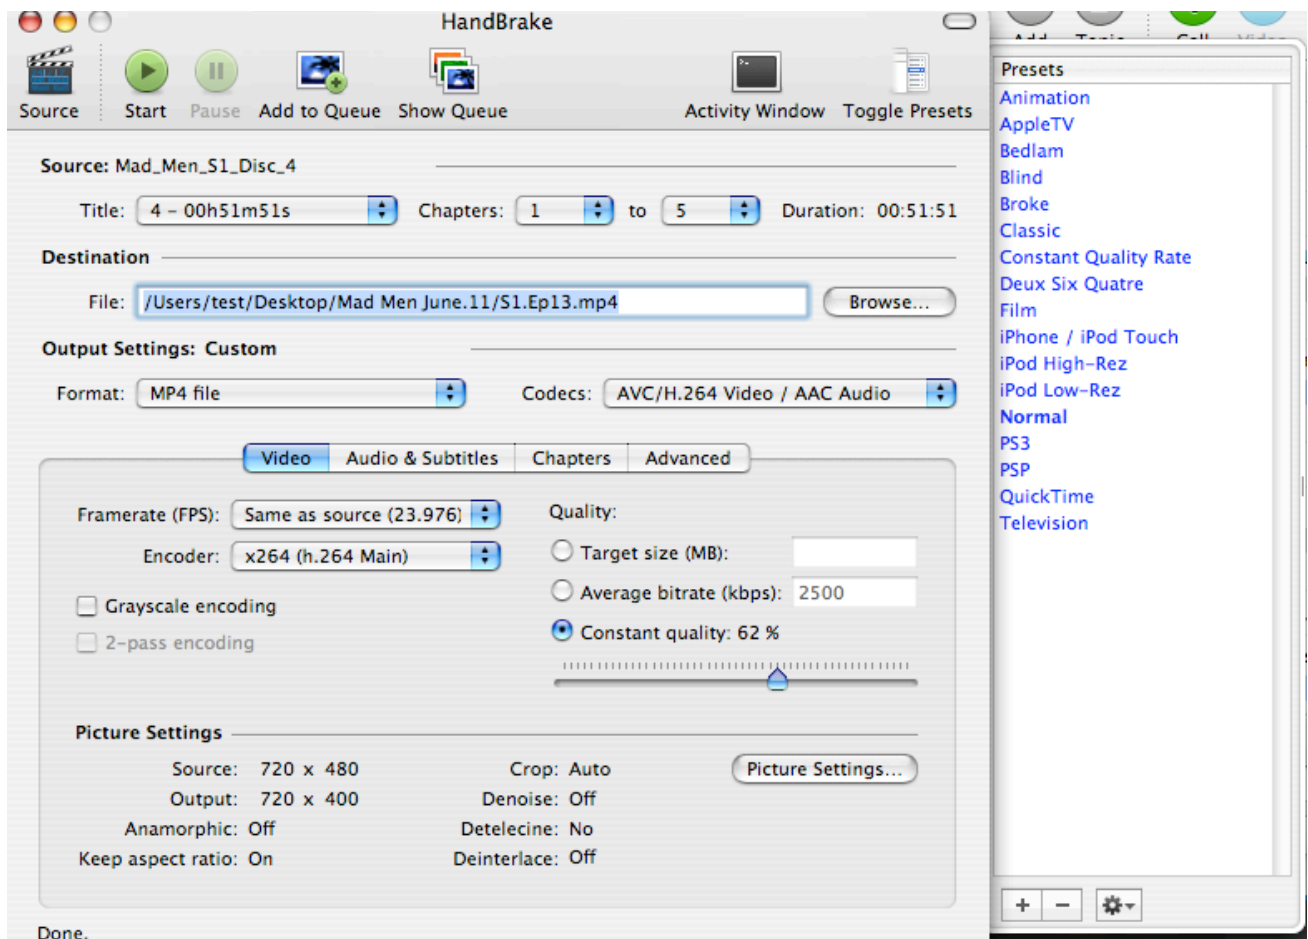 HandBrake
Source Start Pause Add to Queue Show Queue Activity Window Toggle Presets
Source: Mad_Men_S1_Disc_4
Title: 4 – 00h51m51s Chapters: 1 to 5 Duration: 00:51:51
Destination
File: /Users/test/Desktop/Mad Men June.11/S1.Ep13.mp4 Browse...
Output Settings: Custom
Format: MP4 file Codecs: AVC/H.264 Video / AAC Audio
Video Audio & Subtitles Chapters Advanced
Framerate (FPS): Same as source (23.976)
Encoder: x264 (h.264 Main)
Grayscale encoding
2-pass encoding
Quality:
Target size (MB):
Average bitrate (kbps): 2500
Constant quality: 62 %
Picture Settings
Source: 720 x 480 Crop: Auto Picture Settings...
Output: 720 x 400 Denoise: Off
Anamorphic: Off Detelecine: No
Keep aspect ratio: On Deinterlace: Off
Done.
Presets
Animation
AppleTV
Bedlam
Blind
Broke
Classic
Constant Quality Rate
Deux Six Quatre
Film
iPhone / iPod Touch
iPod High-Rez
iPod Low-Rez
Normal
PS3
PSP
QuickTime
Television